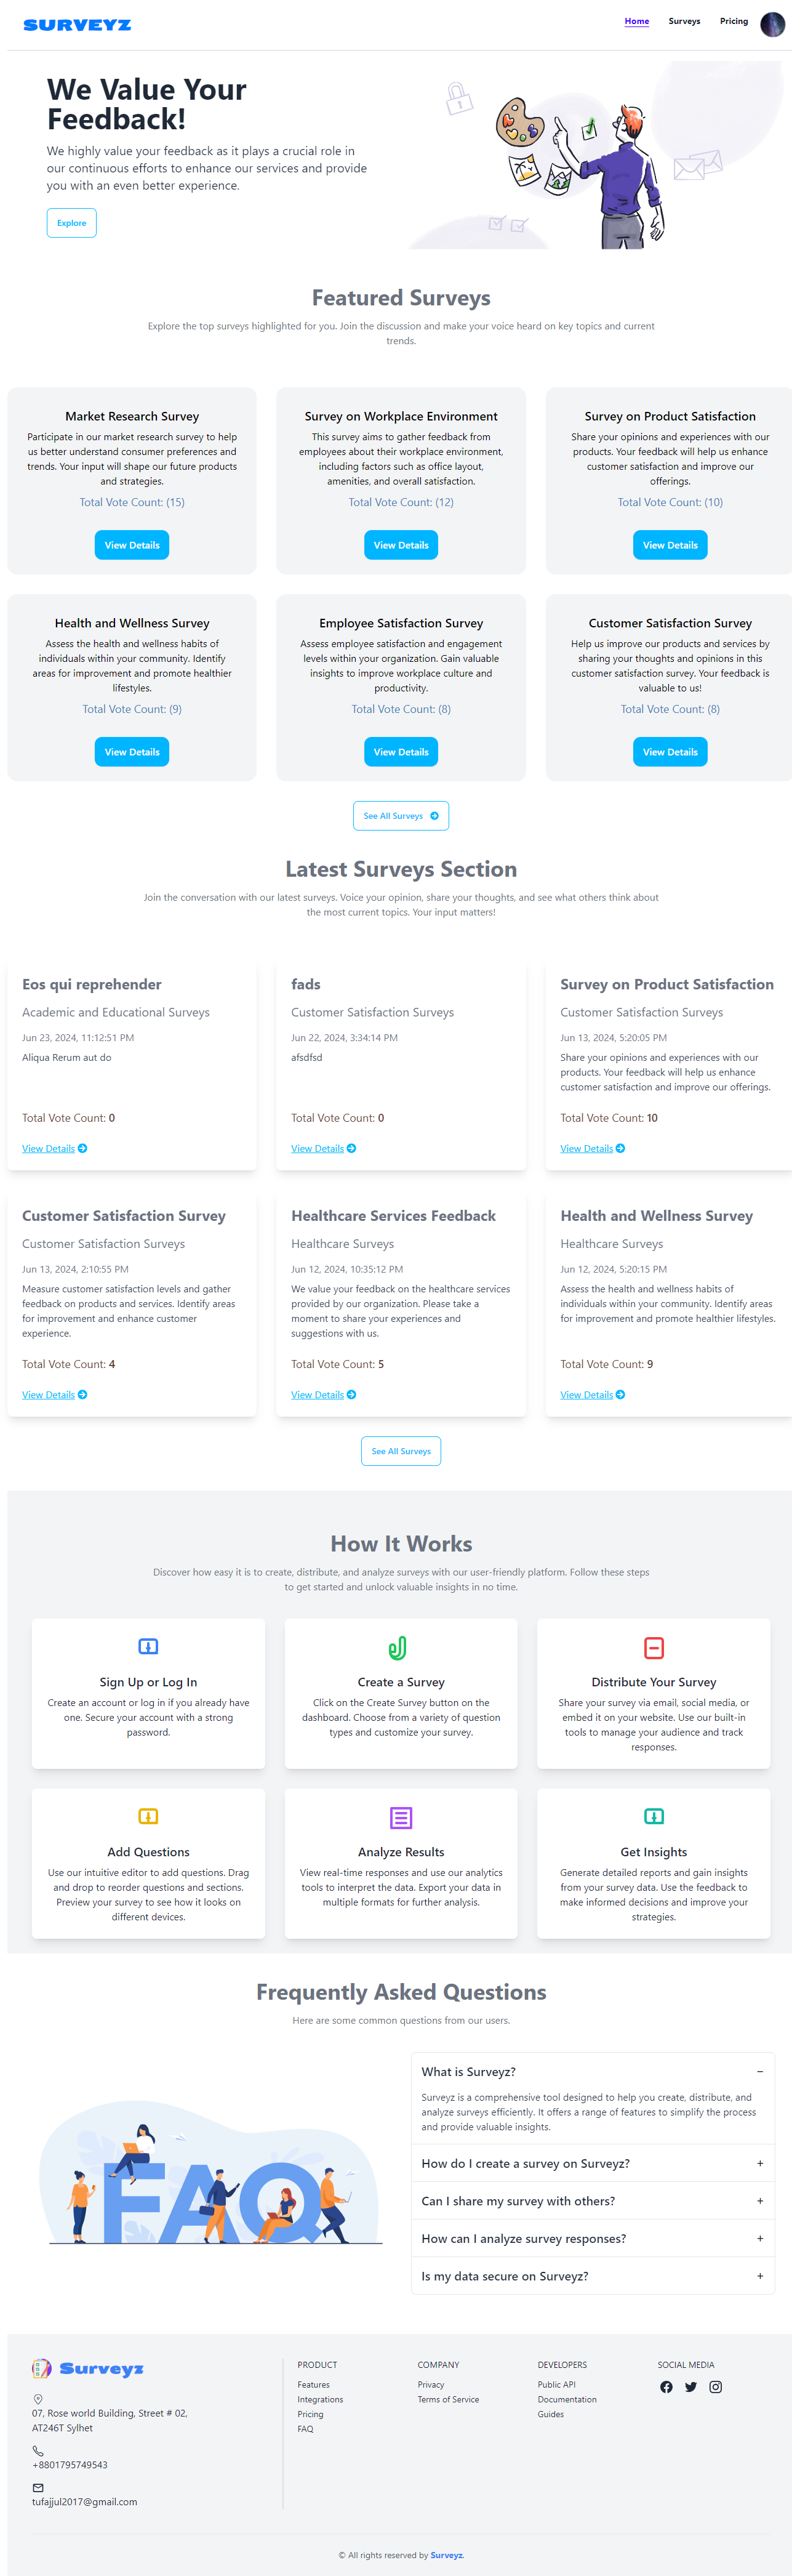 SURVEYZ
Home Surveys Pricing
We Value Your
Feedback!
We highly value your feedback as it plays a crucial role in
our continuous efforts to enhance our services and provide
you with an even better experience.
Explore
Featured Surveys
Explore the top surveys highlighted for you. Join the discussion and make your voice heard on key topics and current
trends.
Market Research Survey
Participate in our market research survey to help
us better understand consumer preferences and
trends. Your input will shape our future products
and strategies.
Total Vote Count: (15)
View Details
Survey on Workplace Environment
This survey aims to gather feedback from
employees about their workplace environment,
including factors such as office layout,
amenities, and overall satisfaction.
Total Vote Count: (12)
View Details
Survey on Product Satisfaction
Share your opinions and experiences with our
products. Your feedback will help us enhance
customer satisfaction and improve our
offerings.
Total Vote Count: (10)
View Details
Health and Wellness Survey
Assess the health and wellness habits of
individuals within your community. Identify
areas for improvement and promote healthier
lifestyles.
Total Vote Count: (9)
View Details
Employee Satisfaction Survey
Assess employee satisfaction and engagement
levels within your organization. Gain valuable
insights to improve workplace culture and
productivity.
Total Vote Count: (8)
View Details
Customer Satisfaction Survey
Help us improve our products and services by
sharing your thoughts and opinions in this
customer satisfaction survey. Your feedback is
valuable to us!
Total Vote Count: (8)
View Details
See All Surveys
Latest Surveys Section
Join the conversation with our latest surveys. Voice your opinion, share your thoughts, and see what others think about
the most current topics. Your input matters!
Eos qui reprehender
Academic and Educational Surveys
Jun 23, 2024, 11:12:51 PM
Aliqua Rerum aut do
Total Vote Count: 0
View Details
fads
Customer Satisfaction Surveys
Jun 22, 2024, 3:34:14 PM
afsdfsd
Total Vote Count: 0
View Details
Survey on Product Satisfaction
Customer Satisfaction Surveys
Jun 13, 2024, 5:20:05 PM
Share your opinions and experiences with our
products. Your feedback will help us enhance
customer satisfaction and improve our offerings.
Total Vote Count: 10
View Details
Customer Satisfaction Survey
Customer Satisfaction Surveys
Jun 13, 2024, 2:10:55 PM
Measure customer satisfaction levels and gather
feedback on products and services. Identify areas
for improvement and enhance customer
experience.
Total Vote Count: 4
View Details
Healthcare Services Feedback
Healthcare Surveys
Jun 12, 2024, 10:35:12 PM
We value your feedback on the healthcare services
provided by our organization. Please take a
moment to share your experiences and
suggestions with us.
Total Vote Count: 5
View Details
Health and Wellness Survey
Healthcare Surveys
Jun 12, 2024, 5:20:15 PM
Assess the health and wellness habits of
individuals within your community. Identify areas
for improvement and promote healthier lifestyles.
Total Vote Count: 9
View Details
See All Surveys
How It Works
Discover how easy it is to create, distribute, and analyze surveys with our user-friendly platform. Follow these steps
to get started and unlock valuable insights in no time.
Sign Up or Log In
Create an account or log in if you already have
one. Secure your account with a strong
password.
Create a Survey
Click on the Create Survey button on the
dashboard. Choose from a variety of question
types and customize your survey.
Distribute Your Survey
Share your survey via email, social media, or
embed it on your website. Use our built-in
tools to manage your audience and track
responses.
Add Questions
Use our intuitive editor to add questions. Drag
and drop to reorder questions and sections.
Preview your survey to see how it looks on
different devices.
Analyze Results
View real-time responses and use our analytics
tools to interpret the data. Export your data in
multiple formats for further analysis.
Get Insights
Generate detailed reports and gain insights
from your survey data. Use the feedback to
make informed decisions and improve your
strategies.
Frequently Asked Questions
Here are some common questions from our users.
FAQ
What is Surveyz?
Surveyz is a comprehensive tool designed to help you create, distribute, and
analyze surveys efficiently. It offers a range of features to simplify the process
and provide valuable insights.
How do I create a survey on Surveyz?
Can I share my survey with others?
How can I analyze survey responses?
Is my data secure on Surveyz?
Surveyz
07, Rose world Building, Street # 02,
AT246T Sylhet
+8801795749543
tufajjul2017@gmail.com
PRODUCT
Features
Integrations
Pricing
FAQ
COMPANY
Privacy
Terms of Service
DEVELOPERS
Public API
Documentation
Guides
SOCIAL MEDIA
© All rights reserved by Surveyz.